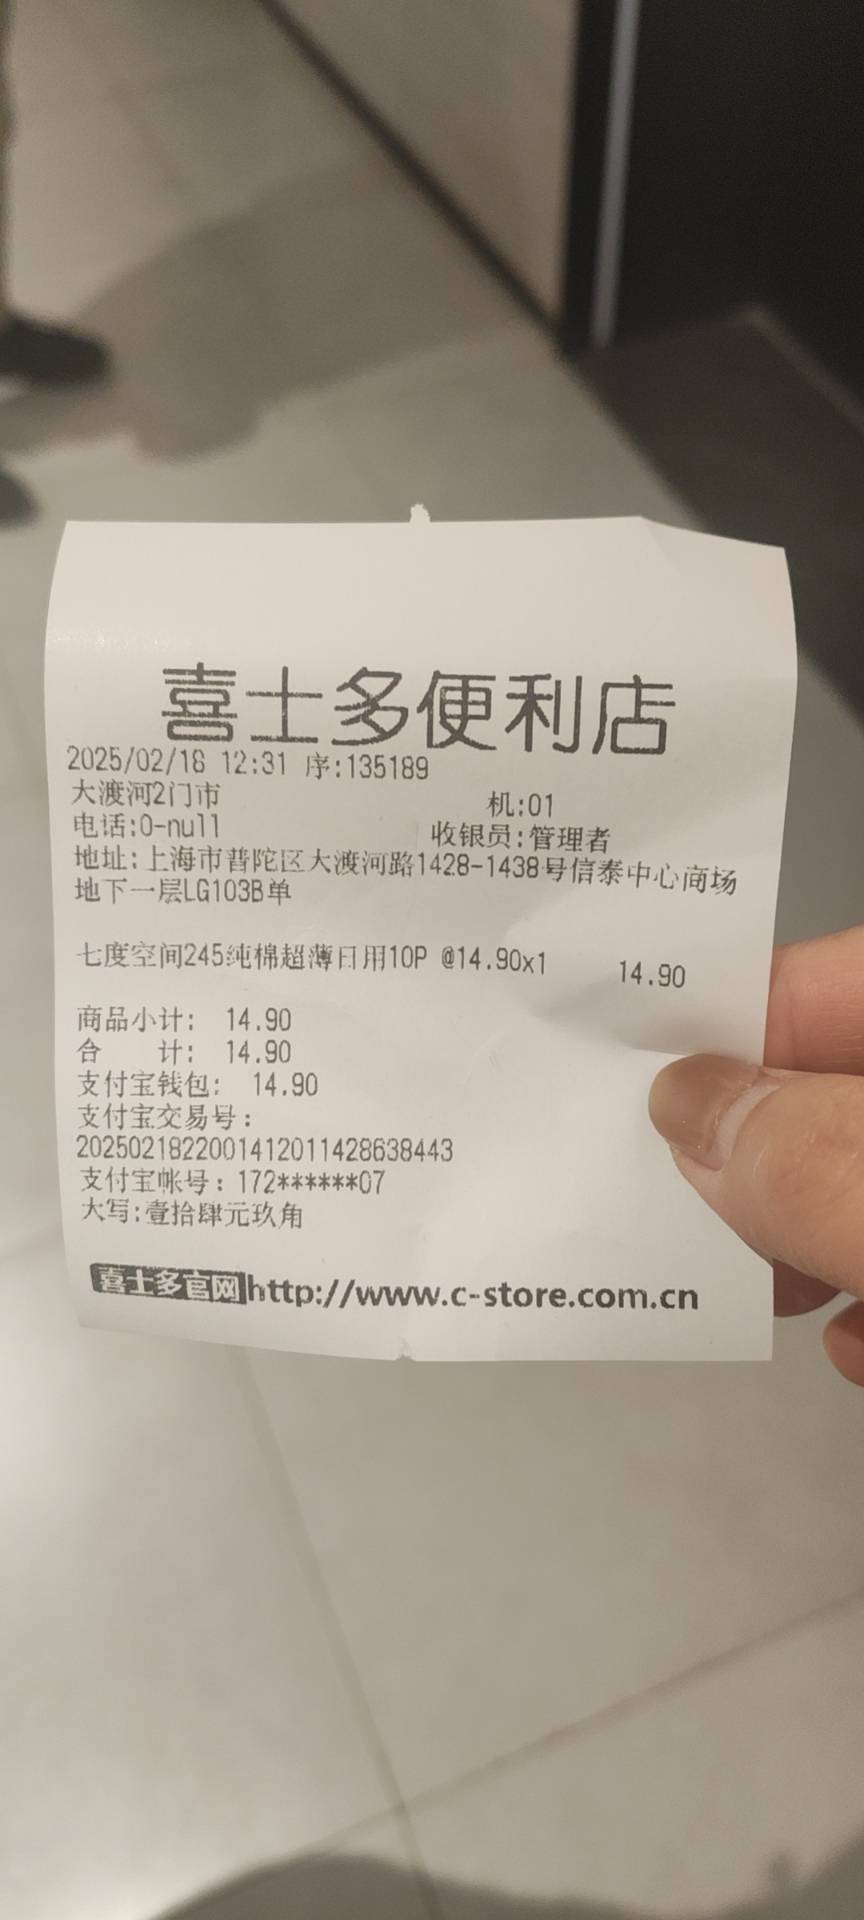 喜士多便利店
2025/02/18 12:31 序:135189
大渡河2门市 机:01
电话:0-null 收银员:管理者
地址:上海市普陀区大渡河路1428-1438号信泰中心商场
地下一层LG103B单
七度空间245纯棉超薄日用10P @14.90x1 14.90
商品小计: 14.90
合 计: 14.90
支付宝钱包: 14.90
支付宝交易号:
2025021822001412011428638443
支付宝帐号:172******07
大写:壹拾肆元玖角
喜士多官网http://www.c-store.com.cn